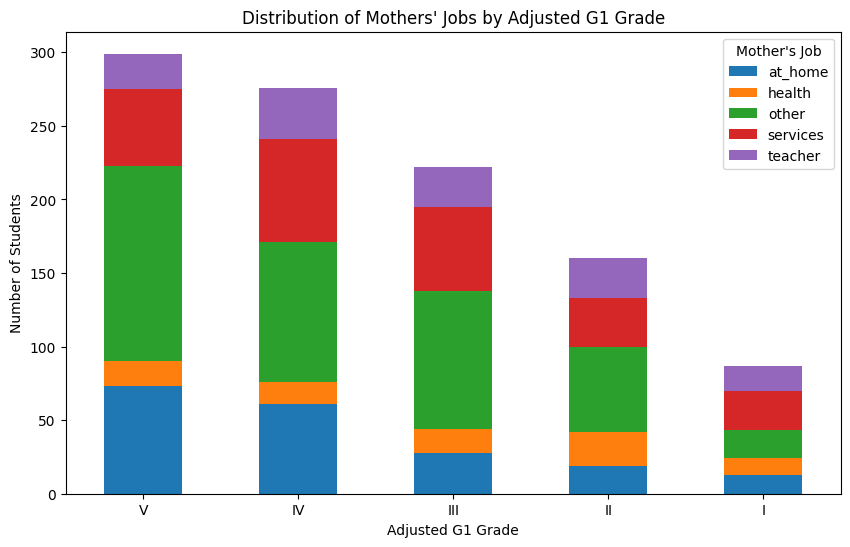 Distribution of Mothers' Jobs by Adjusted G1 Grade
Number of Students
300
250
200
150
100
50
0
Mother's Job
at_home
health
other
services
teacher
V IV III II I
Adjusted G1 Grade